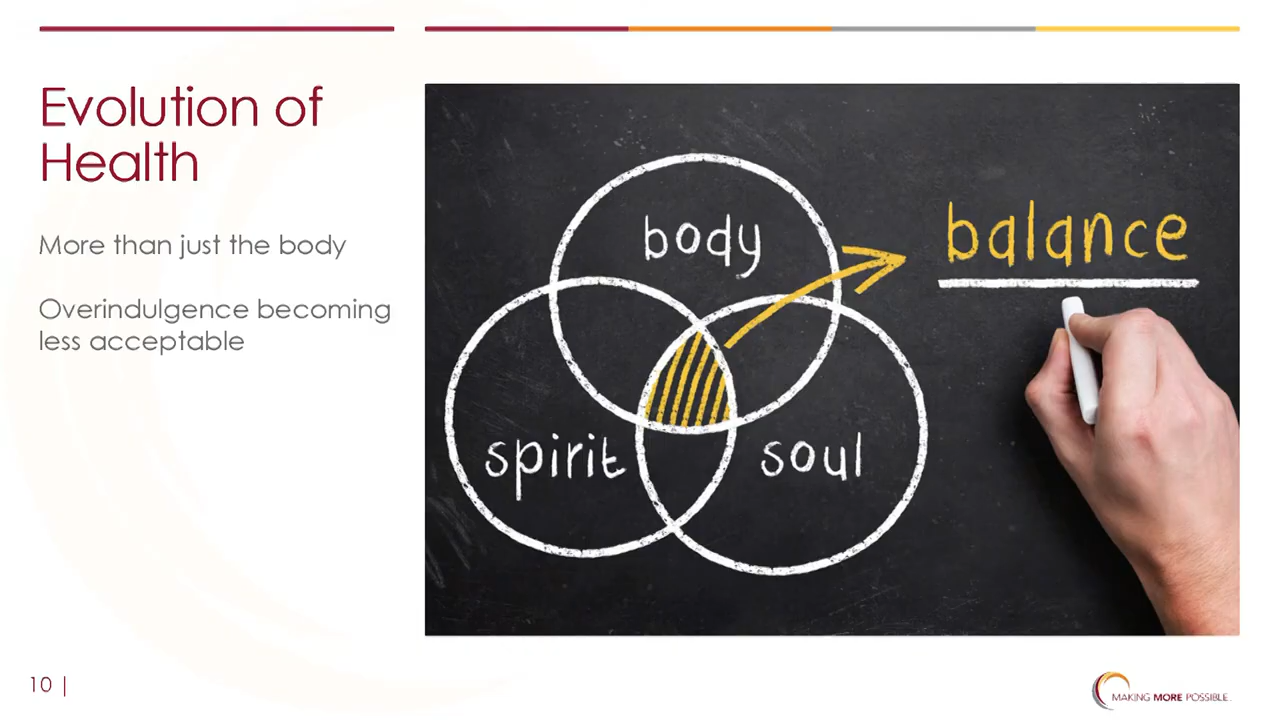 Evolution of
Health
More than just the body
Overindulgence becoming
less acceptable
body
balance
spirit
soul
10 |
MAKING MORE POSSIBLE